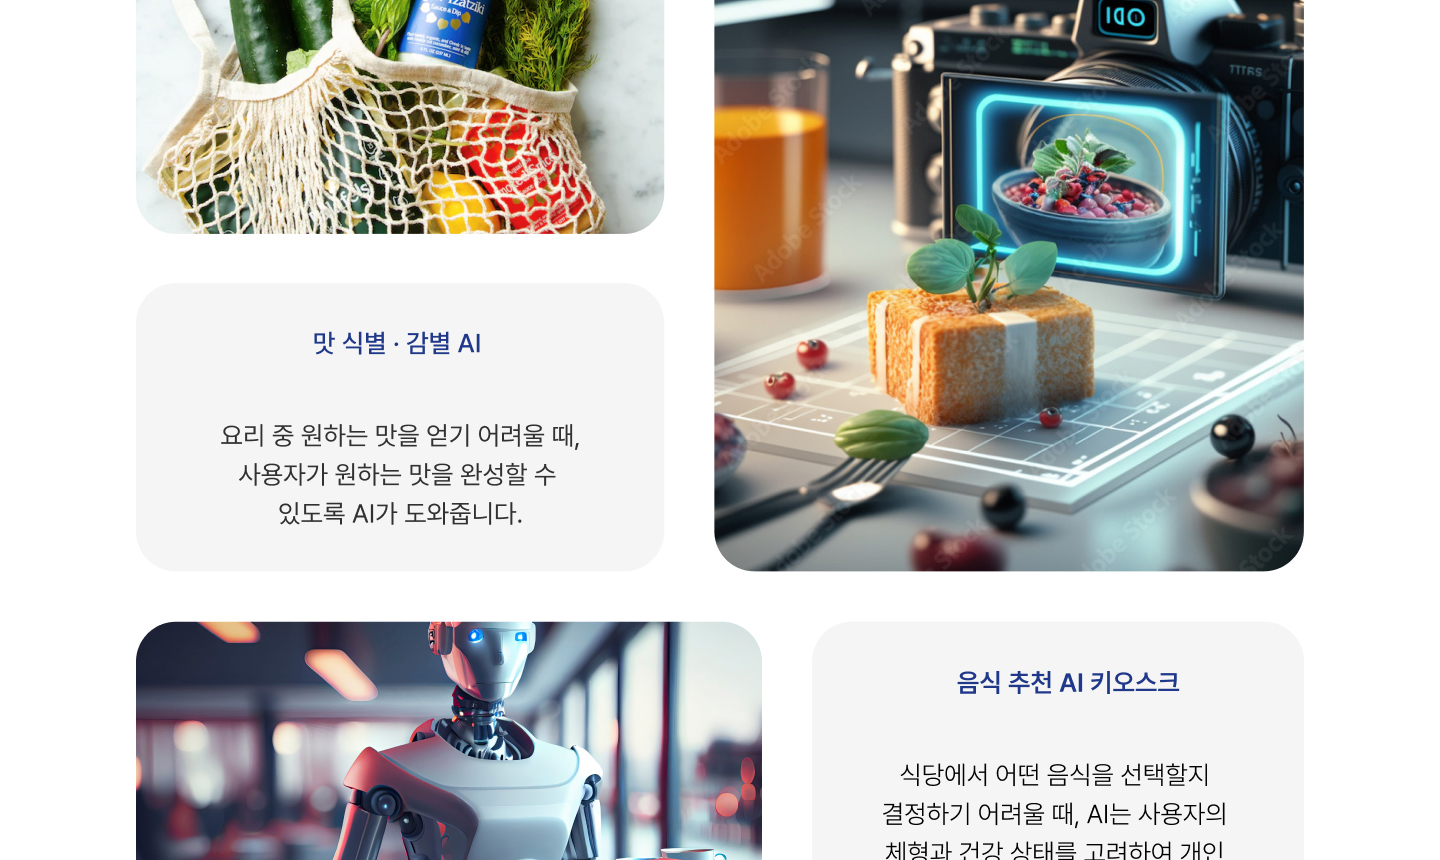 Tzatziki
Sauce & Dip
맛 식별 · 감별 AI
요리 중 원하는 맛을 얻기 어려울 때,
사용자가 원하는 맛을 완성할 수
있도록 AI가 도와줍니다.
Adobe Stock
음식 추천 AI 키오스크
식당에서 어떤 음식을 선택할지
결정하기 어려울 때, AI는 사용자의
체형과 건강 상태를 고려하여 개인